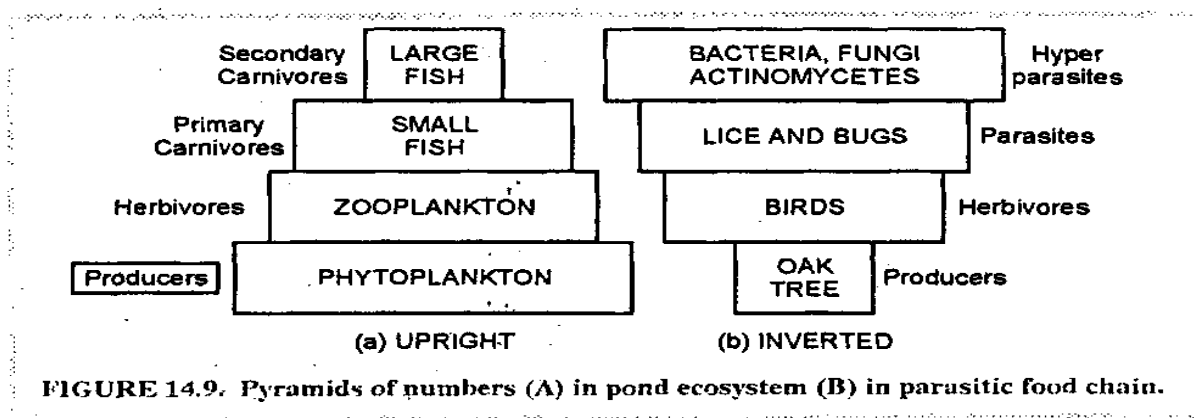 Secondary
Carnivores
LARGE
FISH
Primary
Carnivores
SMALL
FISH
Herbivores
ZOOPLANKTON
Producers
PHYTOPLANKTON
(a) UPRIGHT
BACTERIA, FUNGI
ACTINOMYCETES
Hyper
parasites
LICE AND BUGS
Parasites
BIRDS
Herbivores
OAK
TREE
Producers
(b) INVERTED
FIGURE 14.9. Pyramids of numbers (A) in pond ecosystem (B) in parasitic food chain.